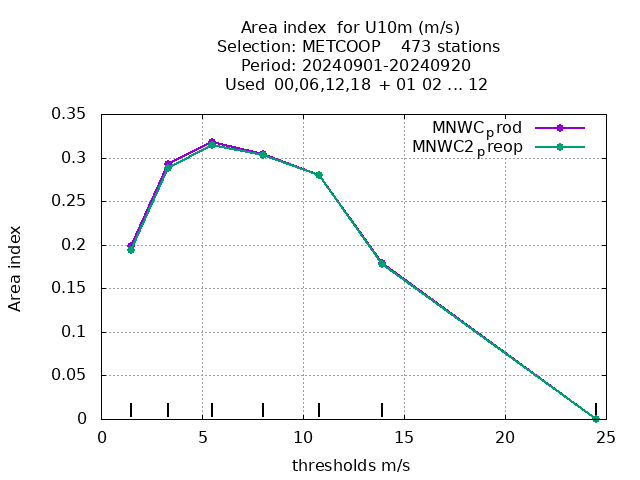 Area index  for U10m (m/s)
Selection: METCOOP    473 stations
Period: 20240901-20240920
Used  00,06,12,18 + 01 02 ... 12
MNWCprod
MNWC2preop
0.35
0.3
0.25
0.2
0.15
0.1
0.05
0
Area index
0 5 10 15 20 25
thresholds m/s